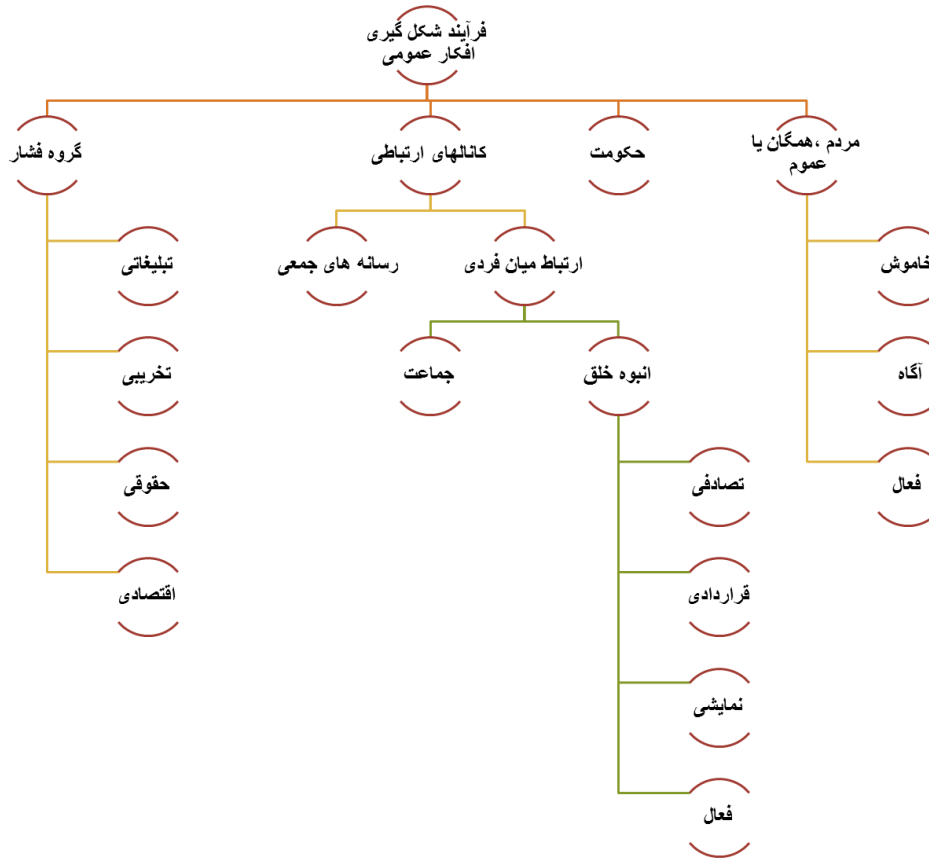 فرآیند شکل گیری
افکار عمومی
مردم ،همگان یا
عموم
حکومت
کانالهای ارتباطی
گروه فشار
خاموش
آگاه
فعال
ارتباط میان فردی
رسانه های جمعی
انبوه خلق
جماعت
تصادفی
قراردادی
نمایشی
فعال
تبلیغاتی
تخریبی
حقوقی
اقتصادی